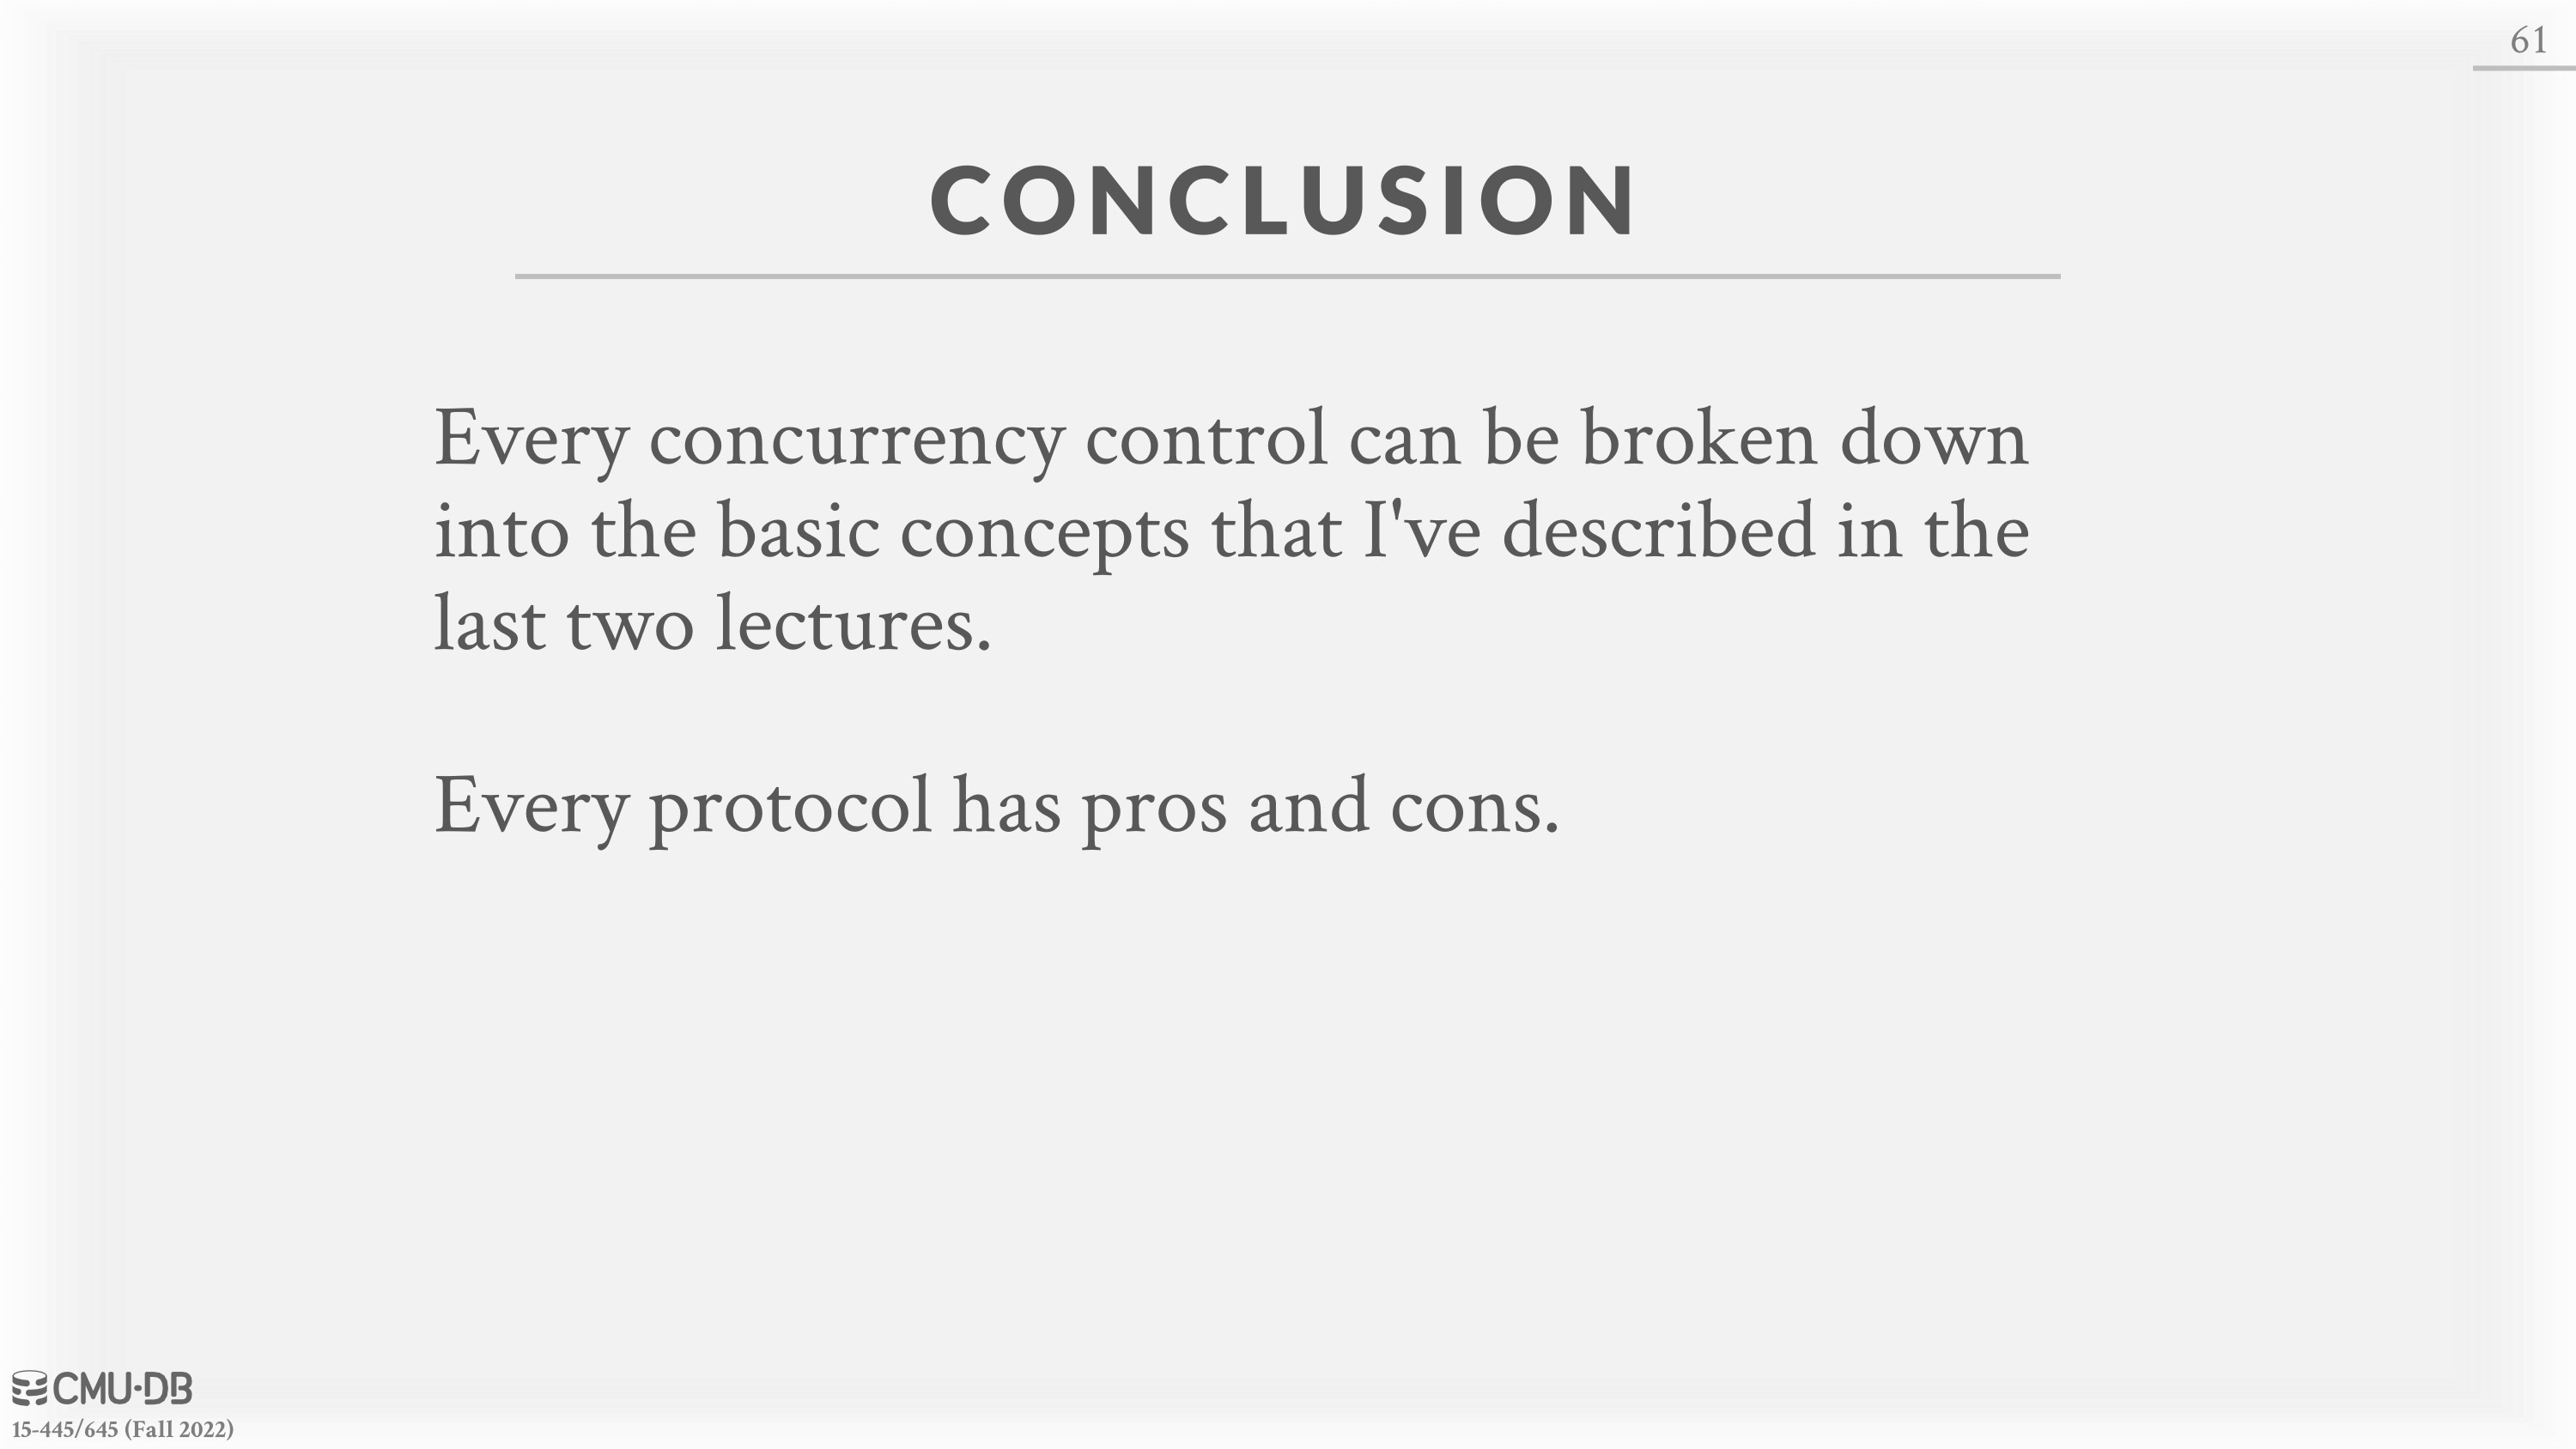 61
CONCLUSION
Every concurrency control can be broken down
into the basic concepts that I've described in the
last two lectures.
Every protocol has pros and cons.
CMU·DB
15-445/645 (Fall 2022)